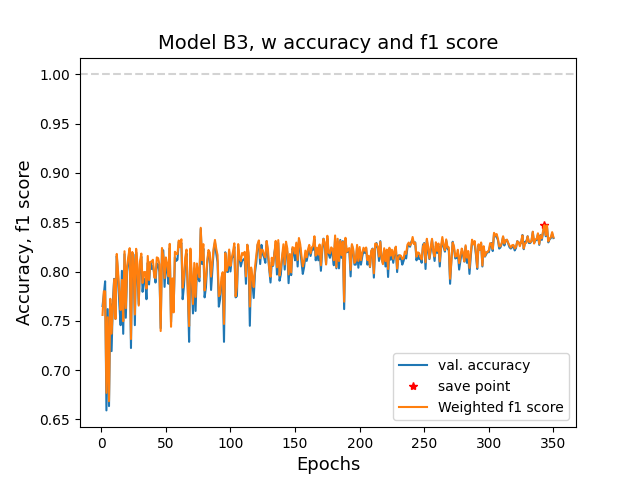 Model B3, w accuracy and f1 score
1.00
0.95
0.90
0.85
0.80
0.75
0.70
0.65
Accuracy, f1 score
val. accuracy
save point
Weighted f1 score
0 50 100 150 200 250 300 350
Epochs